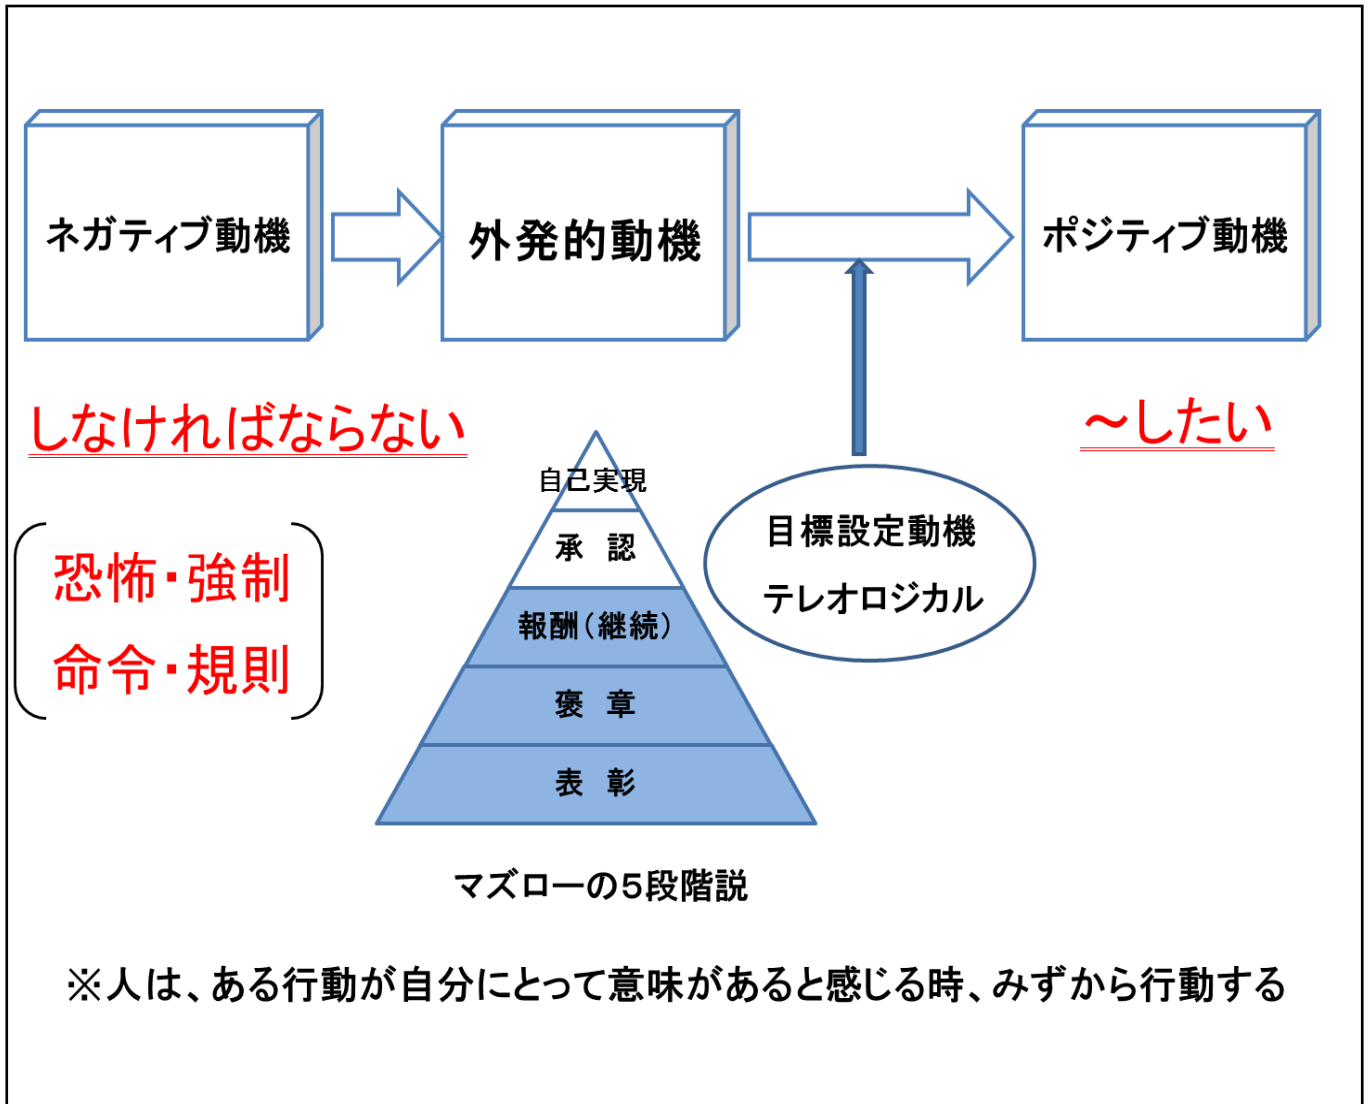 ネガティブ動機
外発的動機
ポジティブ動機
しなければならない
～したい
恐怖・強制
命令・規則
自己実現
承　認
報酬（継続）
褒　章
表　彰
目標設定動機
テレオロジカル
マズローの５段階説
※人は、ある行動が自分にとって意味があると感じる時、みずから行動する